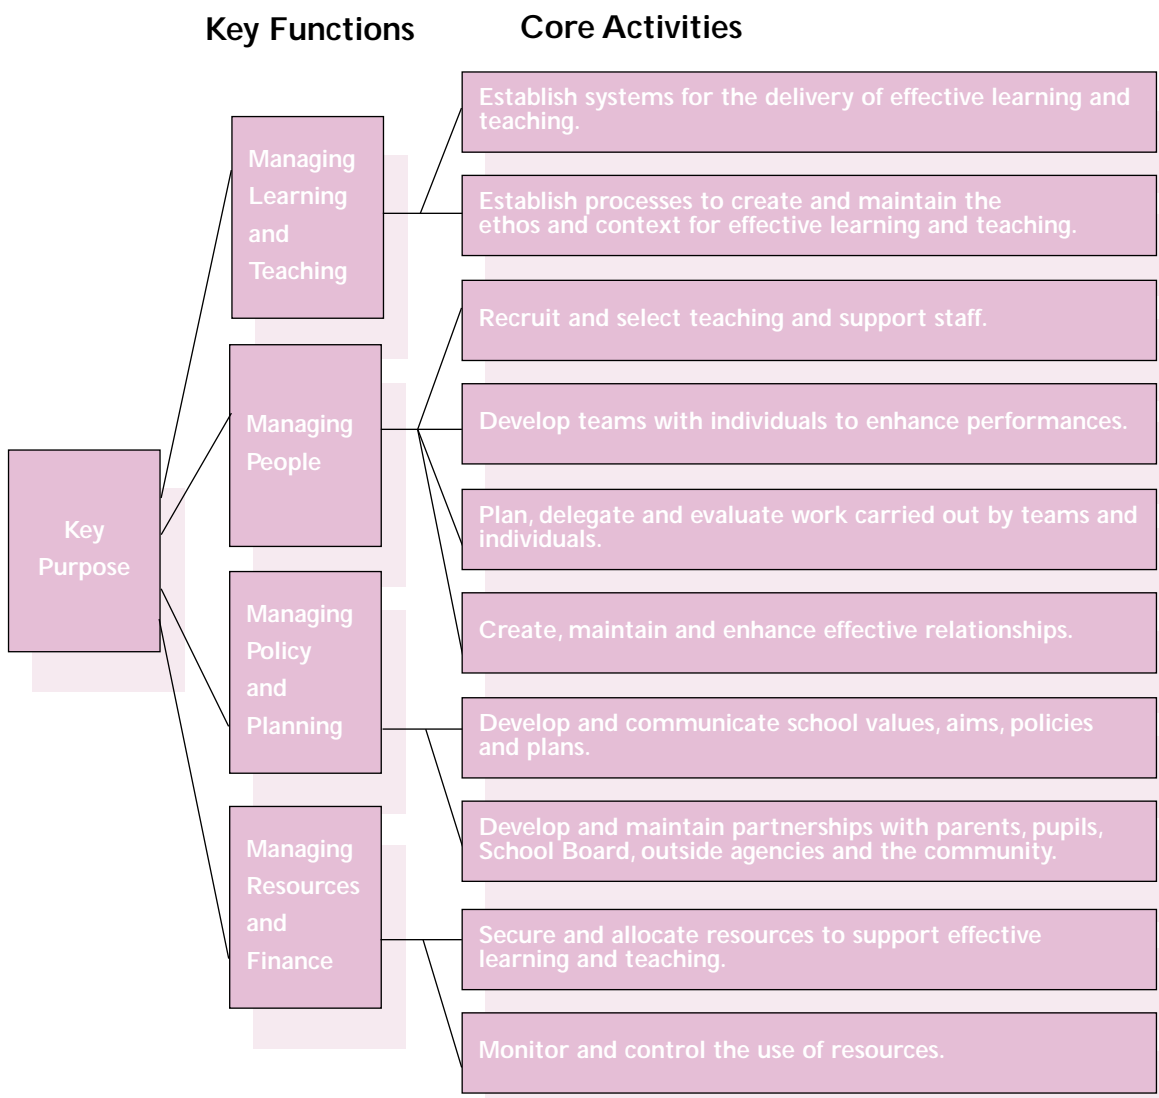 Key Functions
Core Activities
Key
Purpose
Managing
Learning
and
Teaching
Establish systems for the delivery of effective learning and
teaching.
Establish processes to create and maintain the
ethos and context for effective learning and teaching.
Managing
People
Recruit and select teaching and support staff.
Develop teams with individuals to enhance performances.
Plan, delegate and evaluate work carried out by teams and
individuals.
Create, maintain and enhance effective relationships.
Managing
Policy
and
Planning
Develop and communicate school values, aims, policies
and plans.
Develop and maintain partnerships with parents, pupils,
School Board, outside agencies and the community.
Managing
Resources
and
Finance
Secure and allocate resources to support effective
learning and teaching.
Monitor and control the use of resources.